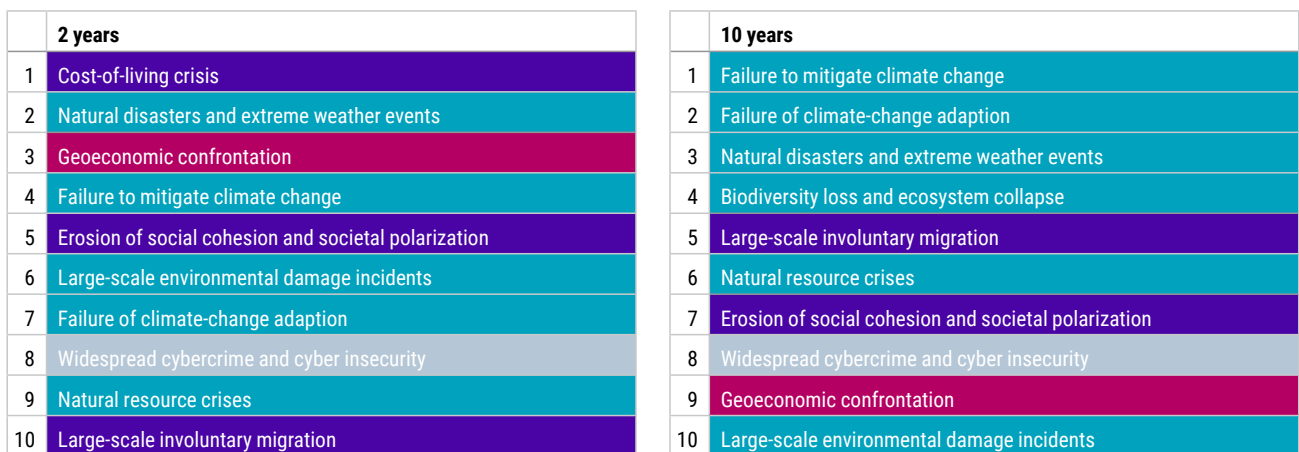 2 years
1 Cost-of-living crisis
2 Natural disasters and extreme weather events
3 Geoeconomic confrontation
4 Failure to mitigate climate change
5 Erosion of social cohesion and societal polarization
6 Large-scale environmental damage incidents
7 Failure of climate-change adaption
8 Widespread cybercrime and cyber insecurity
9 Natural resource crises
10 Large-scale involuntary migration
10 years
1 Failure to mitigate climate change
2 Failure of climate-change adaption
3 Natural disasters and extreme weather events
4 Biodiversity loss and ecosystem collapse
5 Large-scale involuntary migration
6 Natural resource crises
7 Erosion of social cohesion and societal polarization
8 Widespread cybercrime and cyber insecurity
9 Geoeconomic confrontation
10 Large-scale environmental damage incidents